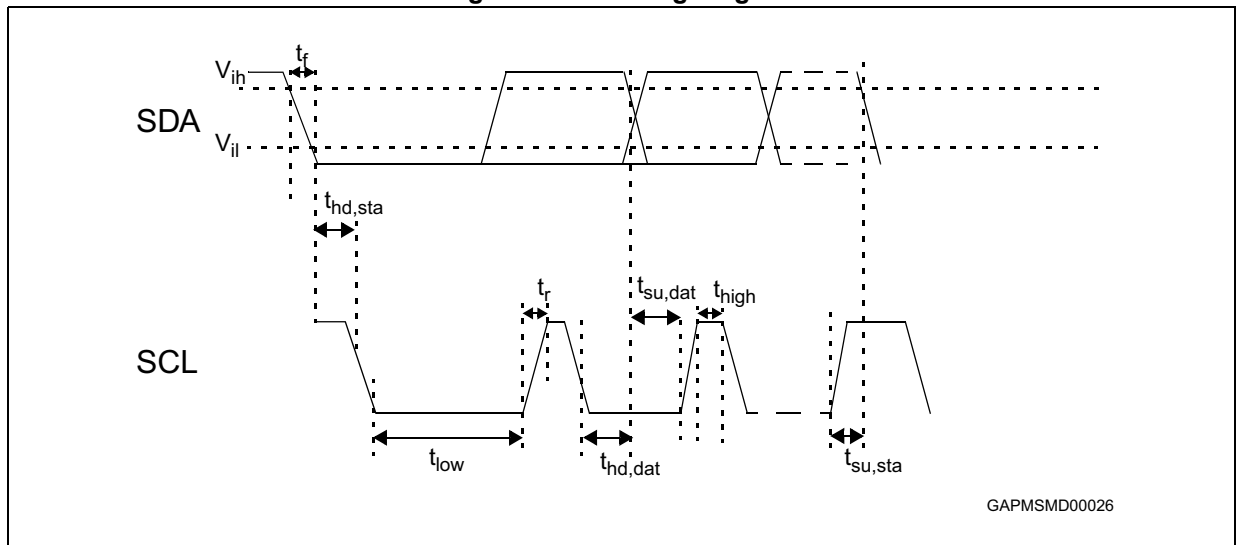 t_f
V_ih
SDA
V_il
t_hd,sta
t_r
t_su,dat
t_high
SCL
t_low
t_hd,dat
t_su,sta
GAPMSMD00026